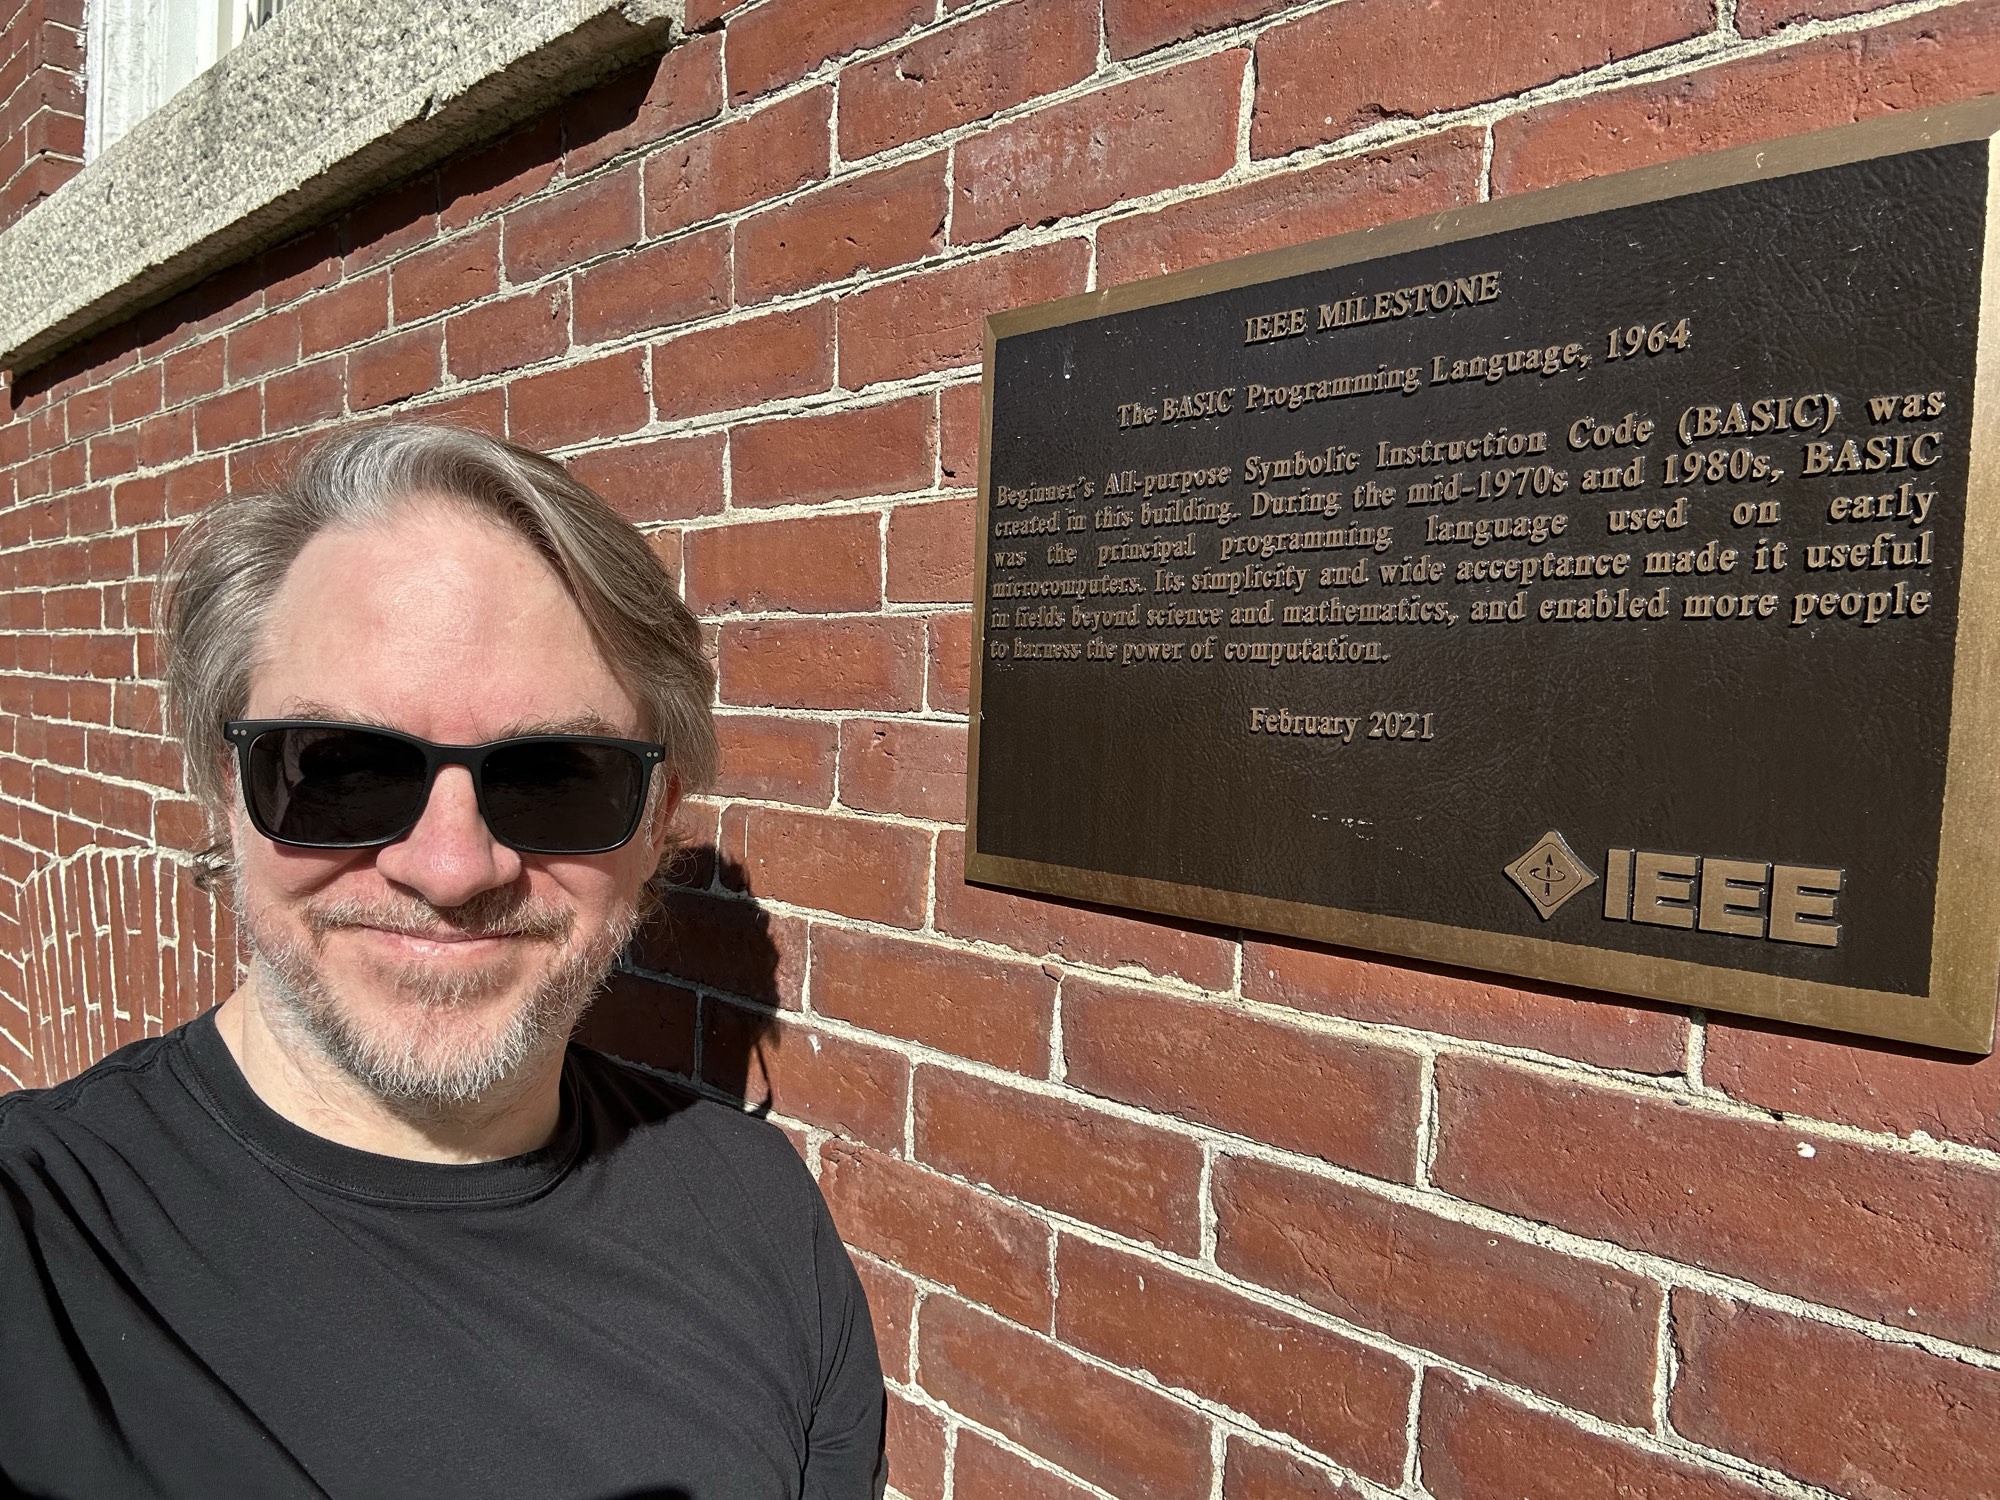 IEEE MILESTONE
The BASIC Programming Language, 1964
Beginner's All-purpose Symbolic Instruction Code (BASIC) was
created in this building. During the mid-1970s and 1980s, BASIC
was the principal programming language used on early
microcomputers. Its simplicity and wide acceptance made it useful
in fields beyond science and mathematics, and enabled more people
to harness the power of computation.
February 2021
IEEE